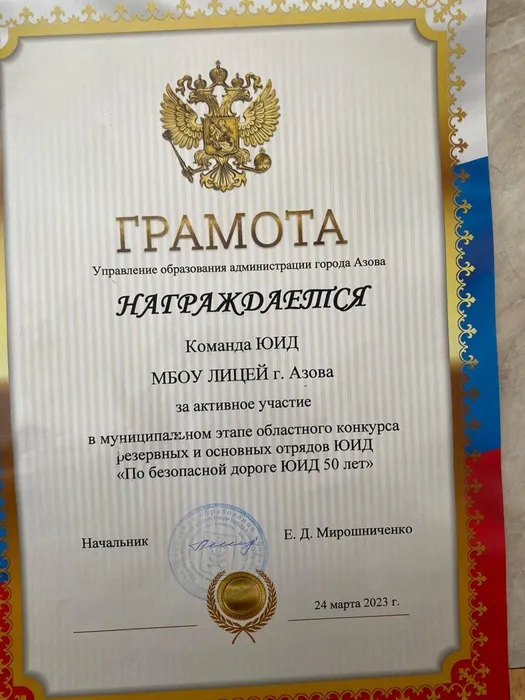 ГРАМОТА
Управление образования администрации города Азова
НАГРАЖДАЕТСЯ
Команда ЮИД
МБОУ ЛИЦЕЙ г. Азова
за активное участие
в муниципальном этапе областного конкурса
резервных и основных отрядов ЮИД
«По безопасной дороге ЮИД 50 лет»
Начальник
Е. Д. Мирошниченко
24 марта 2023 г.